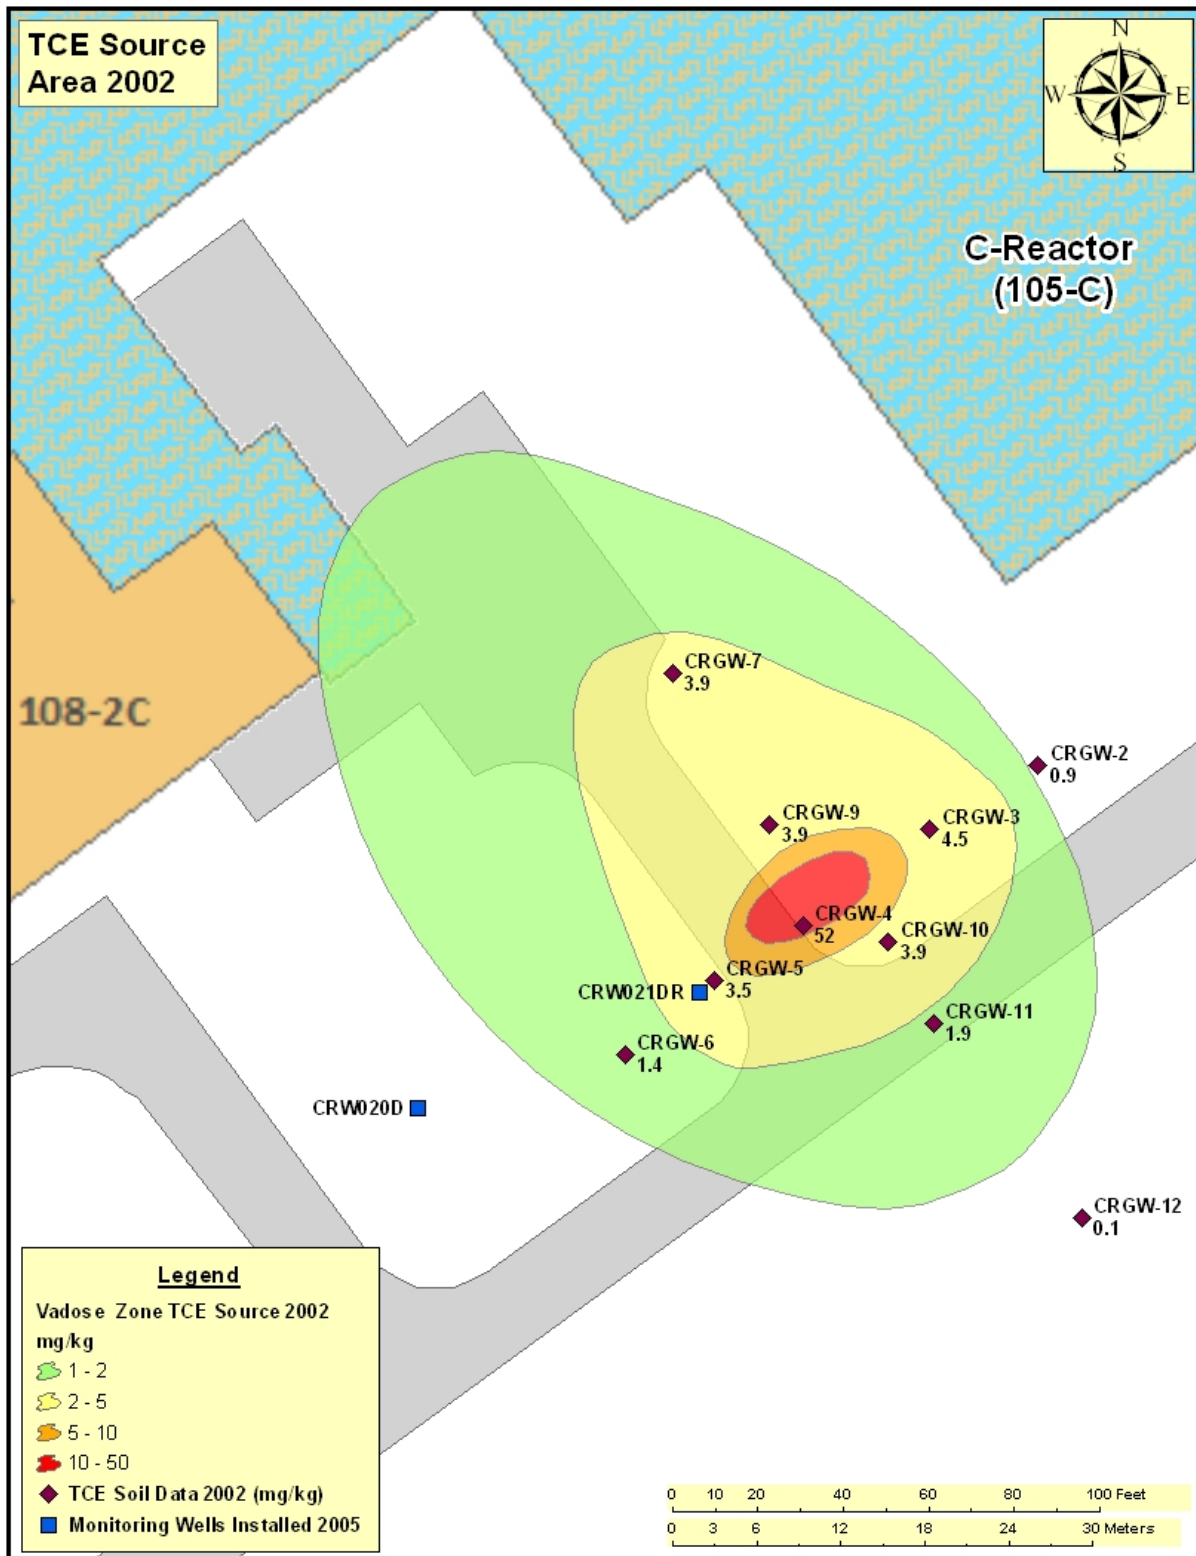 TCE Source
Area 2002
N
W
E
S
C-Reactor
(105-C)
108-2C
CRGW-7
3.9
CRGW-2
0.9
CRGW-9
3.9
CRGW-3
4.5
CRGW-4
52
CRGW-10
3.9
CRGW-5
3.5
CRW021DR
CRGW-11
1.9
CRGW-6
1.4
CRW020D
CRGW-12
0.1
Legend
Vadose Zone TCE Source 2002
mg/kg
1 - 2
2 - 5
5 - 10
10 - 50
TCE Soil Data 2002 (mg/kg)
Monitoring Wells Installed 2005
0 10 20 40 60 80 100 Feet
0 3 6 12 18 24 30 Meters